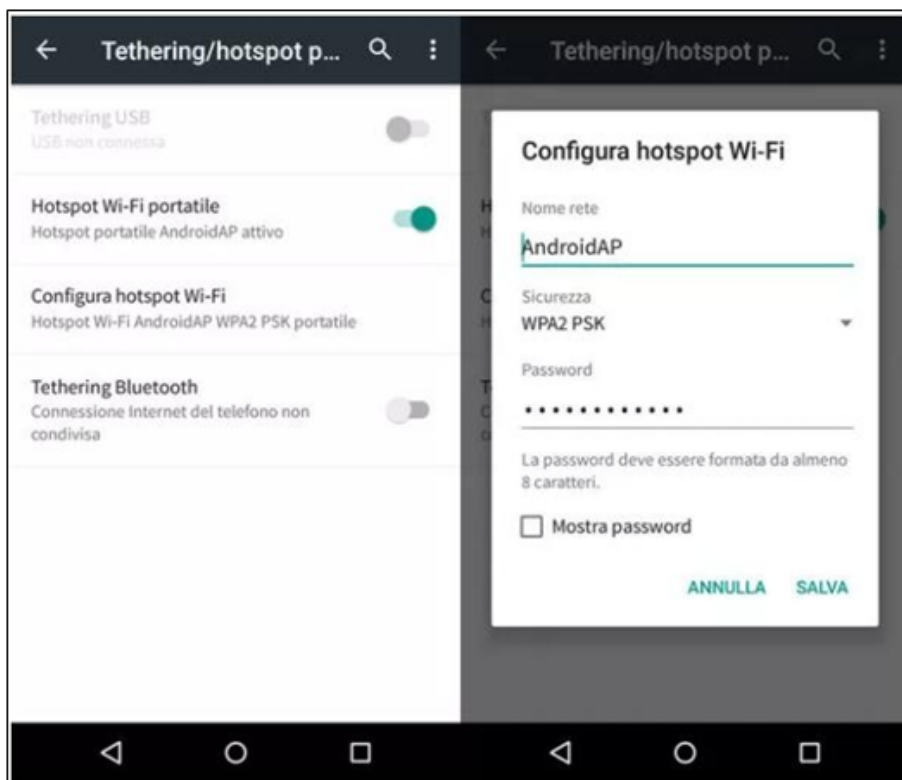 Tethering/hotspot p...
Tethering USB
USB non connessa
Hotspot Wi-Fi portatile
Hotspot portatile AndroidAP attivo
Configura hotspot Wi-Fi
Hotspot Wi-Fi AndroidAP WPA2 PSK portatile
Tethering Bluetooth
Connessione Internet del telefono non
condivisa
Tethering/hotspot p...
Configura hotspot Wi-Fi
Nome rete
AndroidAP
Sicurezza
WPA2 PSK
Password
••••••••••••
La password deve essere formata da almeno
8 caratteri.
Mostra password
ANNULLA SALVA